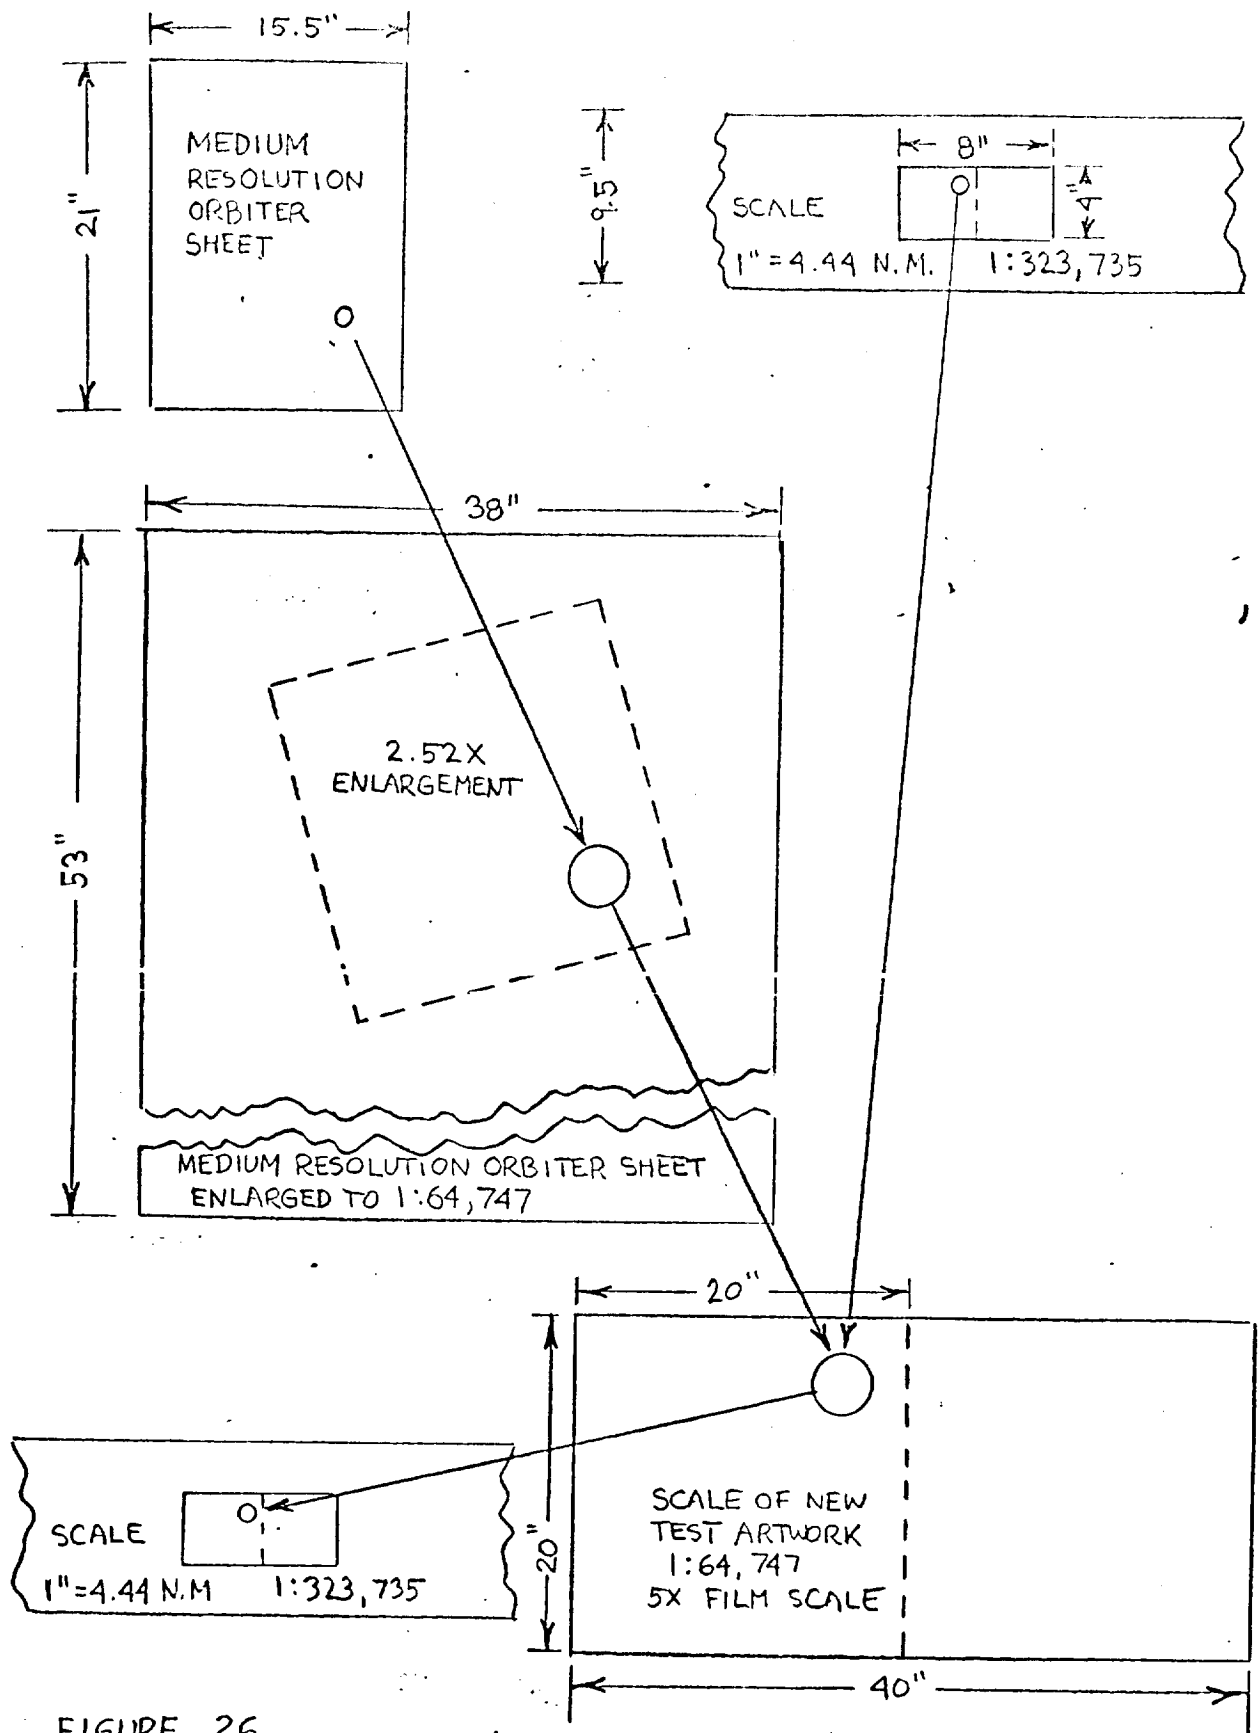 15.5"
21"
MEDIUM
RESOLUTION
ORBITER
SHEET
9.5"
8"
4"
SCALE
1" = 4.44 N.M. 1:323,735
38"
53"
2.52X
ENLARGEMENT
MEDIUM RESOLUTION ORBITER SHEET
ENLARGED TO 1:64,747
20"
20"
SCALE OF NEW
TEST ARTWORK
1:64,747
5X FILM SCALE
40"
SCALE
1" = 4.44 N.M 1:323,735
FIGURE 26